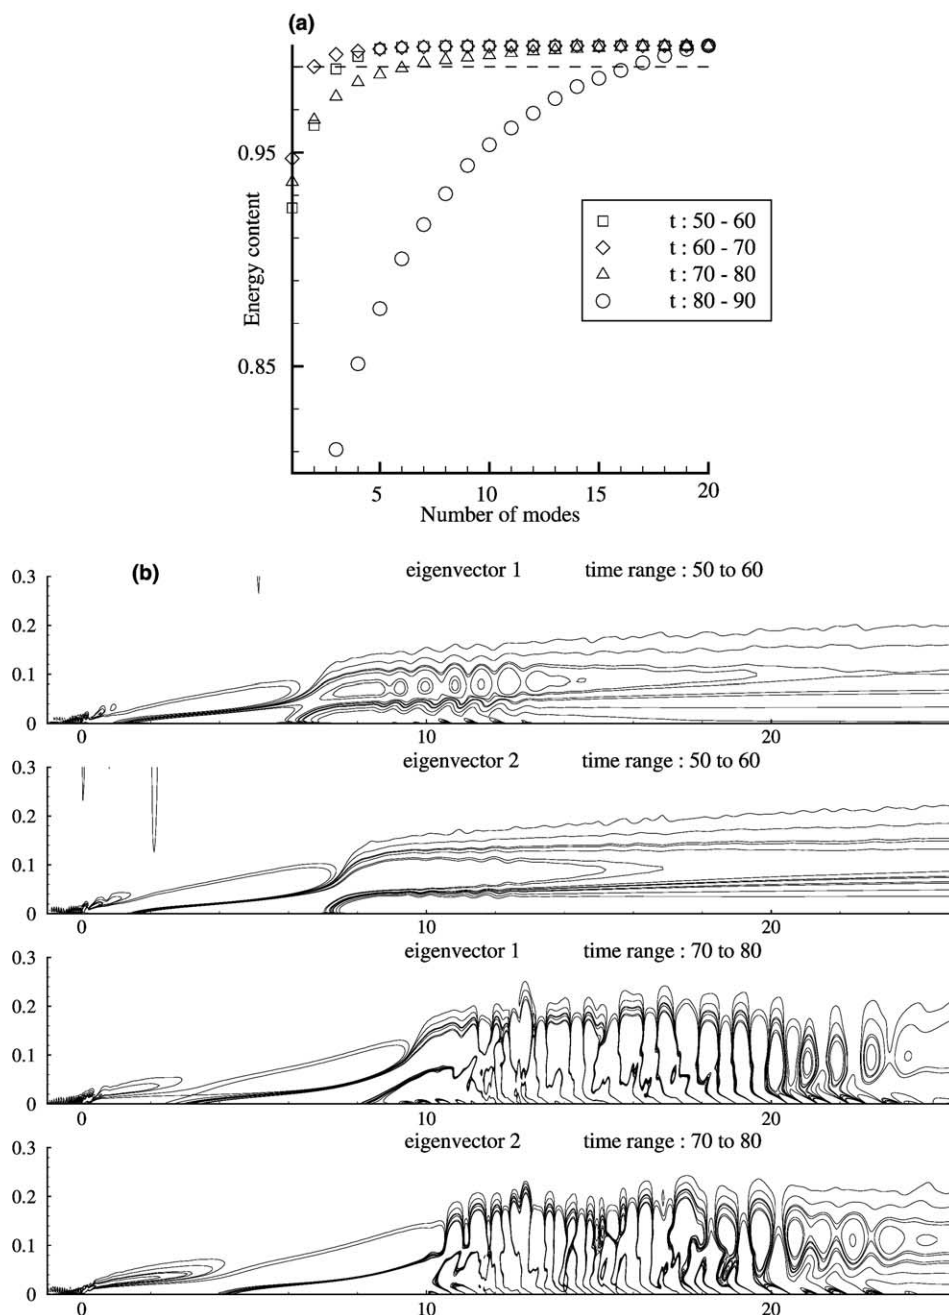 (a)
0.95
0.85
Energy content
5 10 15 20
Number of modes
t : 50 - 60
t : 60 - 70
t : 70 - 80
t : 80 - 90
(b)
eigenvector 1 time range : 50 to 60
0.3
0.2
0.1
0
0 10 20
eigenvector 2 time range : 50 to 60
0.3
0.2
0.1
0
0 10 20
eigenvector 1 time range : 70 to 80
0.3
0.2
0.1
0
0 10 20
eigenvector 2 time range : 70 to 80
0.3
0.2
0.1
0
0 10 20